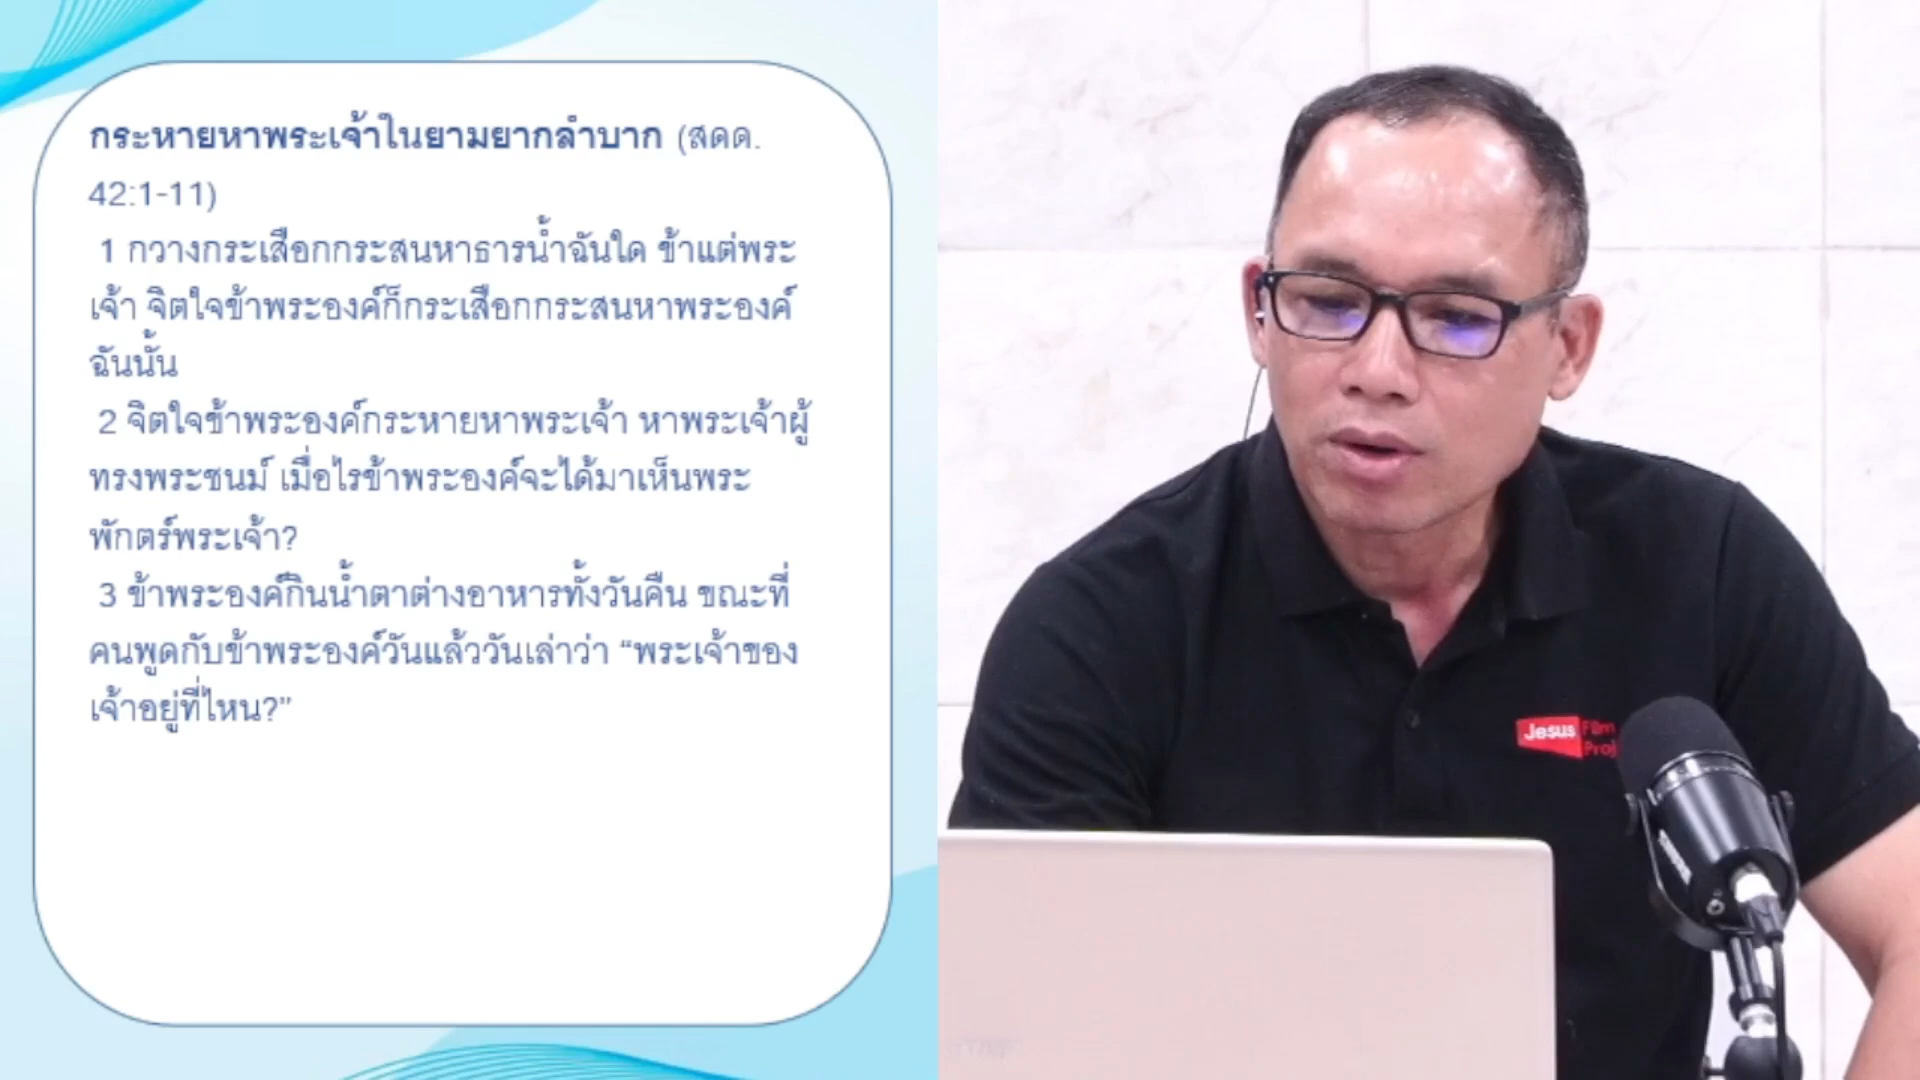 กระหายหาพระเจ้าในยามยากลำบาก (สดด.
42:1-11)
1 กวางกระเสือกกระสนหาธารน้ำฉันใด ข้าแต่พระ
เจ้า จิตใจข้าพระองค์ก็กระเสือกกระสนหาพระองค์
ฉันนั้น
2 จิตใจข้าพระองค์กระหายหาพระเจ้า หาพระเจ้าผู้
ทรงพระชนม์ เมื่อไรข้าพระองค์จะได้มาเห็นพระ
พักตร์พระเจ้า?
3 ข้าพระองค์กินน้ำตาต่างอาหารทั้งวันคืน ขณะที่
คนพูดกับข้าพระองค์วันแล้ววันเล่าว่า “พระเจ้าของ
เจ้าอยู่ที่ไหน?”
Jesus Film
Proj